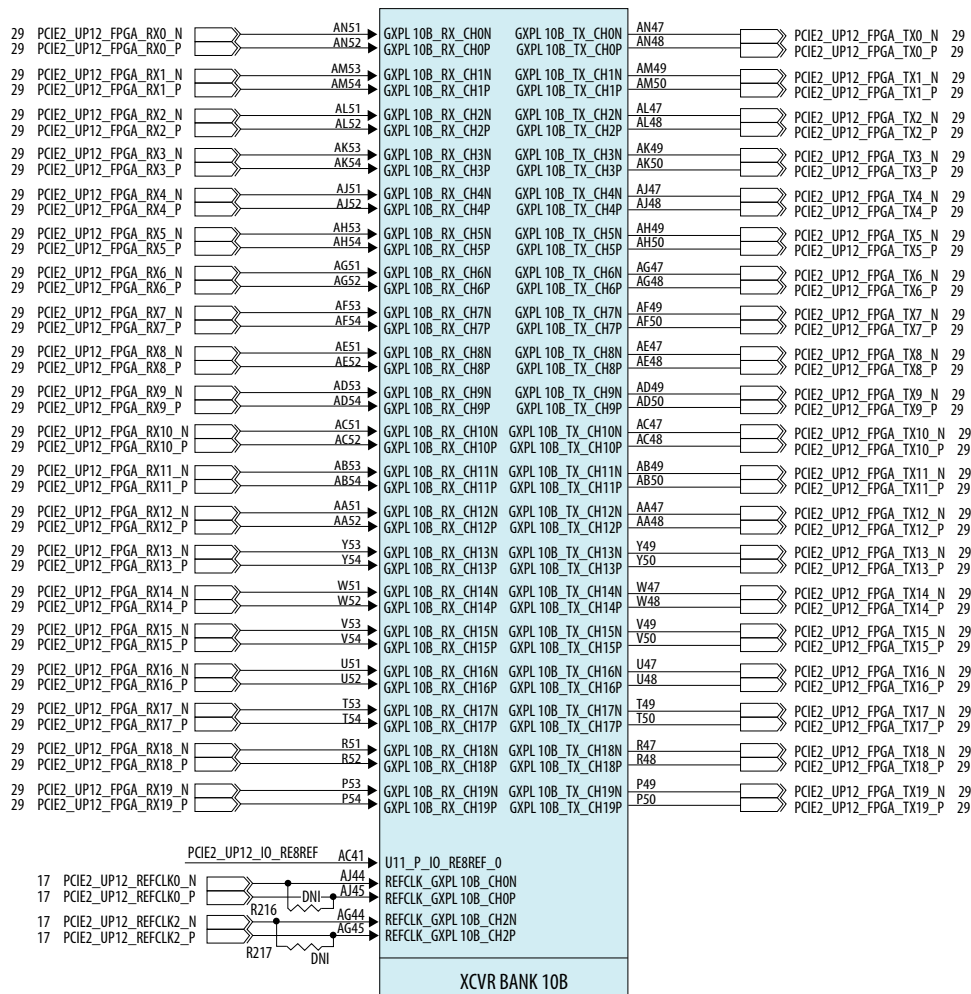 29 PCIE2_UP12_FPGA_RX0_N AN51 GXPL 10B_RX_CH0N GXPL 10B_TX_CH0N AN47 PCIE2_UP12_FPGA_TX0_N 29
29 PCIE2_UP12_FPGA_RX0_P AN52 GXPL 10B_RX_CH0P GXPL 10B_TX_CH0P AN48 PCIE2_UP12_FPGA_TX0_P 29
29 PCIE2_UP12_FPGA_RX1_N AM53 GXPL 10B_RX_CH1N GXPL 10B_TX_CH1N AM49 PCIE2_UP12_FPGA_TX1_N 29
29 PCIE2_UP12_FPGA_RX1_P AM54 GXPL 10B_RX_CH1P GXPL 10B_TX_CH1P AM50 PCIE2_UP12_FPGA_TX1_P 29
29 PCIE2_UP12_FPGA_RX2_N AL51 GXPL 10B_RX_CH2N GXPL 10B_TX_CH2N AL47 PCIE2_UP12_FPGA_TX2_N 29
29 PCIE2_UP12_FPGA_RX2_P AL52 GXPL 10B_RX_CH2P GXPL 10B_TX_CH2P AL48 PCIE2_UP12_FPGA_TX2_P 29
29 PCIE2_UP12_FPGA_RX3_N AK53 GXPL 10B_RX_CH3N GXPL 10B_TX_CH3N AK49 PCIE2_UP12_FPGA_TX3_N 29
29 PCIE2_UP12_FPGA_RX3_P AK54 GXPL 10B_RX_CH3P GXPL 10B_TX_CH3P AK50 PCIE2_UP12_FPGA_TX3_P 29
29 PCIE2_UP12_FPGA_RX4_N AJ51 GXPL 10B_RX_CH4N GXPL 10B_TX_CH4N AJ47 PCIE2_UP12_FPGA_TX4_N 29
29 PCIE2_UP12_FPGA_RX4_P AJ52 GXPL 10B_RX_CH4P GXPL 10B_TX_CH4P AJ48 PCIE2_UP12_FPGA_TX4_P 29
29 PCIE2_UP12_FPGA_RX5_N AH53 GXPL 10B_RX_CH5N GXPL 10B_TX_CH5N AH49 PCIE2_UP12_FPGA_TX5_N 29
29 PCIE2_UP12_FPGA_RX5_P AH54 GXPL 10B_RX_CH5P GXPL 10B_TX_CH5P AH50 PCIE2_UP12_FPGA_TX5_P 29
29 PCIE2_UP12_FPGA_RX6_N AG51 GXPL 10B_RX_CH6N GXPL 10B_TX_CH6N AG47 PCIE2_UP12_FPGA_TX6_N 29
29 PCIE2_UP12_FPGA_RX6_P AG52 GXPL 10B_RX_CH6P GXPL 10B_TX_CH6P AG48 PCIE2_UP12_FPGA_TX6_P 29
29 PCIE2_UP12_FPGA_RX7_N AF53 GXPL 10B_RX_CH7N GXPL 10B_TX_CH7N AF49 PCIE2_UP12_FPGA_TX7_N 29
29 PCIE2_UP12_FPGA_RX7_P AF54 GXPL 10B_RX_CH7P GXPL 10B_TX_CH7P AF50 PCIE2_UP12_FPGA_TX7_P 29
29 PCIE2_UP12_FPGA_RX8_N AE51 GXPL 10B_RX_CH8N GXPL 10B_TX_CH8N AE47 PCIE2_UP12_FPGA_TX8_N 29
29 PCIE2_UP12_FPGA_RX8_P AE52 GXPL 10B_RX_CH8P GXPL 10B_TX_CH8P AE48 PCIE2_UP12_FPGA_TX8_P 29
29 PCIE2_UP12_FPGA_RX9_N AD53 GXPL 10B_RX_CH9N GXPL 10B_TX_CH9N AD49 PCIE2_UP12_FPGA_TX9_N 29
29 PCIE2_UP12_FPGA_RX9_P AD54 GXPL 10B_RX_CH9P GXPL 10B_TX_CH9P AD50 PCIE2_UP12_FPGA_TX9_P 29
29 PCIE2_UP12_FPGA_RX10_N AC51 GXPL 10B_RX_CH10N GXPL 10B_TX_CH10N AC47 PCIE2_UP12_FPGA_TX10_N 29
29 PCIE2_UP12_FPGA_RX10_P AC52 GXPL 10B_RX_CH10P GXPL 10B_TX_CH10P AC48 PCIE2_UP12_FPGA_TX10_P 29
29 PCIE2_UP12_FPGA_RX11_N AB53 GXPL 10B_RX_CH11N GXPL 10B_TX_CH11N AB49 PCIE2_UP12_FPGA_TX11_N 29
29 PCIE2_UP12_FPGA_RX11_P AB54 GXPL 10B_RX_CH11P GXPL 10B_TX_CH11P AB50 PCIE2_UP12_FPGA_TX11_P 29
29 PCIE2_UP12_FPGA_RX12_N AA51 GXPL 10B_RX_CH12N GXPL 10B_TX_CH12N AA47 PCIE2_UP12_FPGA_TX12_N 29
29 PCIE2_UP12_FPGA_RX12_P AA52 GXPL 10B_RX_CH12P GXPL 10B_TX_CH12P AA48 PCIE2_UP12_FPGA_TX12_P 29
29 PCIE2_UP12_FPGA_RX13_N Y53 GXPL 10B_RX_CH13N GXPL 10B_TX_CH13N Y49 PCIE2_UP12_FPGA_TX13_N 29
29 PCIE2_UP12_FPGA_RX13_P Y54 GXPL 10B_RX_CH13P GXPL 10B_TX_CH13P Y50 PCIE2_UP12_FPGA_TX13_P 29
29 PCIE2_UP12_FPGA_RX14_N W51 GXPL 10B_RX_CH14N GXPL 10B_TX_CH14N W47 PCIE2_UP12_FPGA_TX14_N 29
29 PCIE2_UP12_FPGA_RX14_P W52 GXPL 10B_RX_CH14P GXPL 10B_TX_CH14P W48 PCIE2_UP12_FPGA_TX14_P 29
29 PCIE2_UP12_FPGA_RX15_N V53 GXPL 10B_RX_CH15N GXPL 10B_TX_CH15N V49 PCIE2_UP12_FPGA_TX15_N 29
29 PCIE2_UP12_FPGA_RX15_P V54 GXPL 10B_RX_CH15P GXPL 10B_TX_CH15P V50 PCIE2_UP12_FPGA_TX15_P 29
29 PCIE2_UP12_FPGA_RX16_N U51 GXPL 10B_RX_CH16N GXPL 10B_TX_CH16N U47 PCIE2_UP12_FPGA_TX16_N 29
29 PCIE2_UP12_FPGA_RX16_P U52 GXPL 10B_RX_CH16P GXPL 10B_TX_CH16P U48 PCIE2_UP12_FPGA_TX16_P 29
29 PCIE2_UP12_FPGA_RX17_N T53 GXPL 10B_RX_CH17N GXPL 10B_TX_CH17N T49 PCIE2_UP12_FPGA_TX17_N 29
29 PCIE2_UP12_FPGA_RX17_P T54 GXPL 10B_RX_CH17P GXPL 10B_TX_CH17P T50 PCIE2_UP12_FPGA_TX17_P 29
29 PCIE2_UP12_FPGA_RX18_N R51 GXPL 10B_RX_CH18N GXPL 10B_TX_CH18N R47 PCIE2_UP12_FPGA_TX18_N 29
29 PCIE2_UP12_FPGA_RX18_P R52 GXPL 10B_RX_CH18P GXPL 10B_TX_CH18P R48 PCIE2_UP12_FPGA_TX18_P 29
29 PCIE2_UP12_FPGA_RX19_N P53 GXPL 10B_RX_CH19N GXPL 10B_TX_CH19N P49 PCIE2_UP12_FPGA_TX19_N 29
29 PCIE2_UP12_FPGA_RX19_P P54 GXPL 10B_RX_CH19P GXPL 10B_TX_CH19P P50 PCIE2_UP12_FPGA_TX19_P 29
PCIE2_UP12_IO_RE8REF AC41 U11_P_IO_RE8REF_0
17 PCIE2_UP12_REFCLK0_N AJ44 REFCLK_GXPL 10B_CH0N
17 PCIE2_UP12_REFCLK0_P DNI AJ45 REFCLK_GXPL 10B_CH0P
R216
17 PCIE2_UP12_REFCLK2_N AG44 REFCLK_GXPL 10B_CH2N
17 PCIE2_UP12_REFCLK2_P AG45 REFCLK_GXPL 10B_CH2P
R217 DNI
XCVR BANK 10B